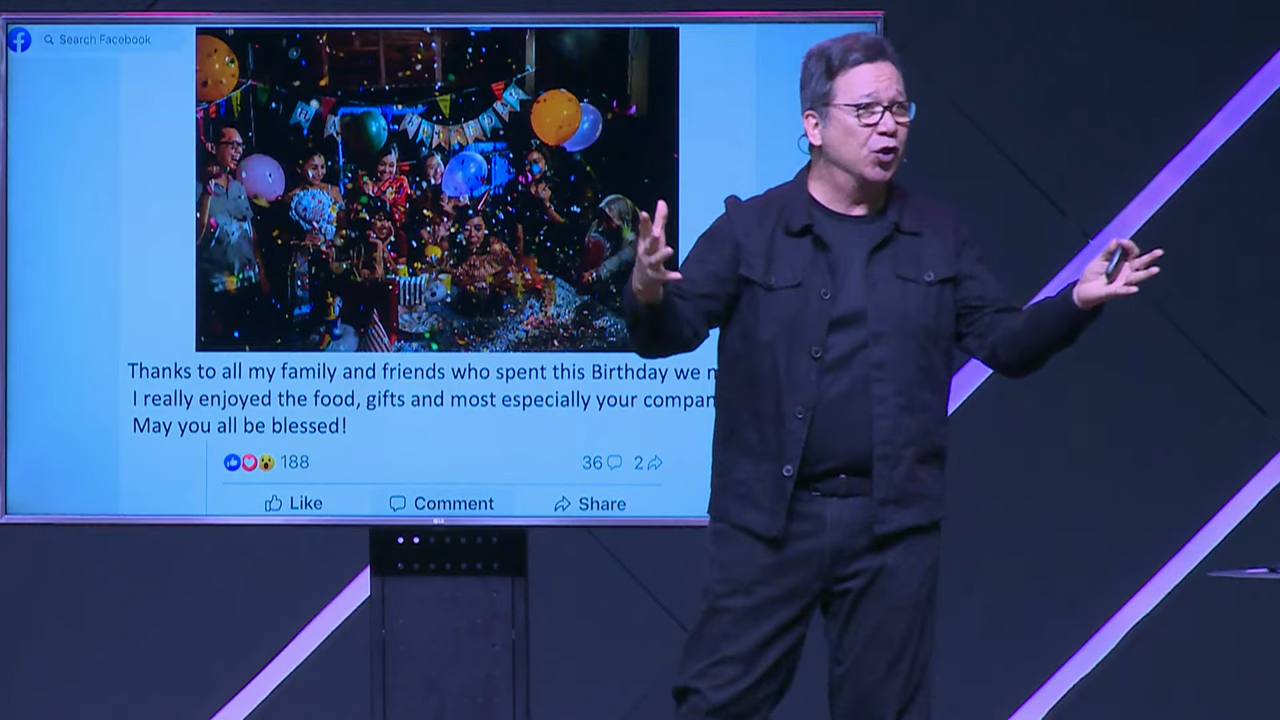 Search Facebook
Thanks to all my family and friends who spent this Birthday we
I really enjoyed the food, gifts and most especially your compan
May you all be blessed!
188
36 2
Like Comment Share
LG